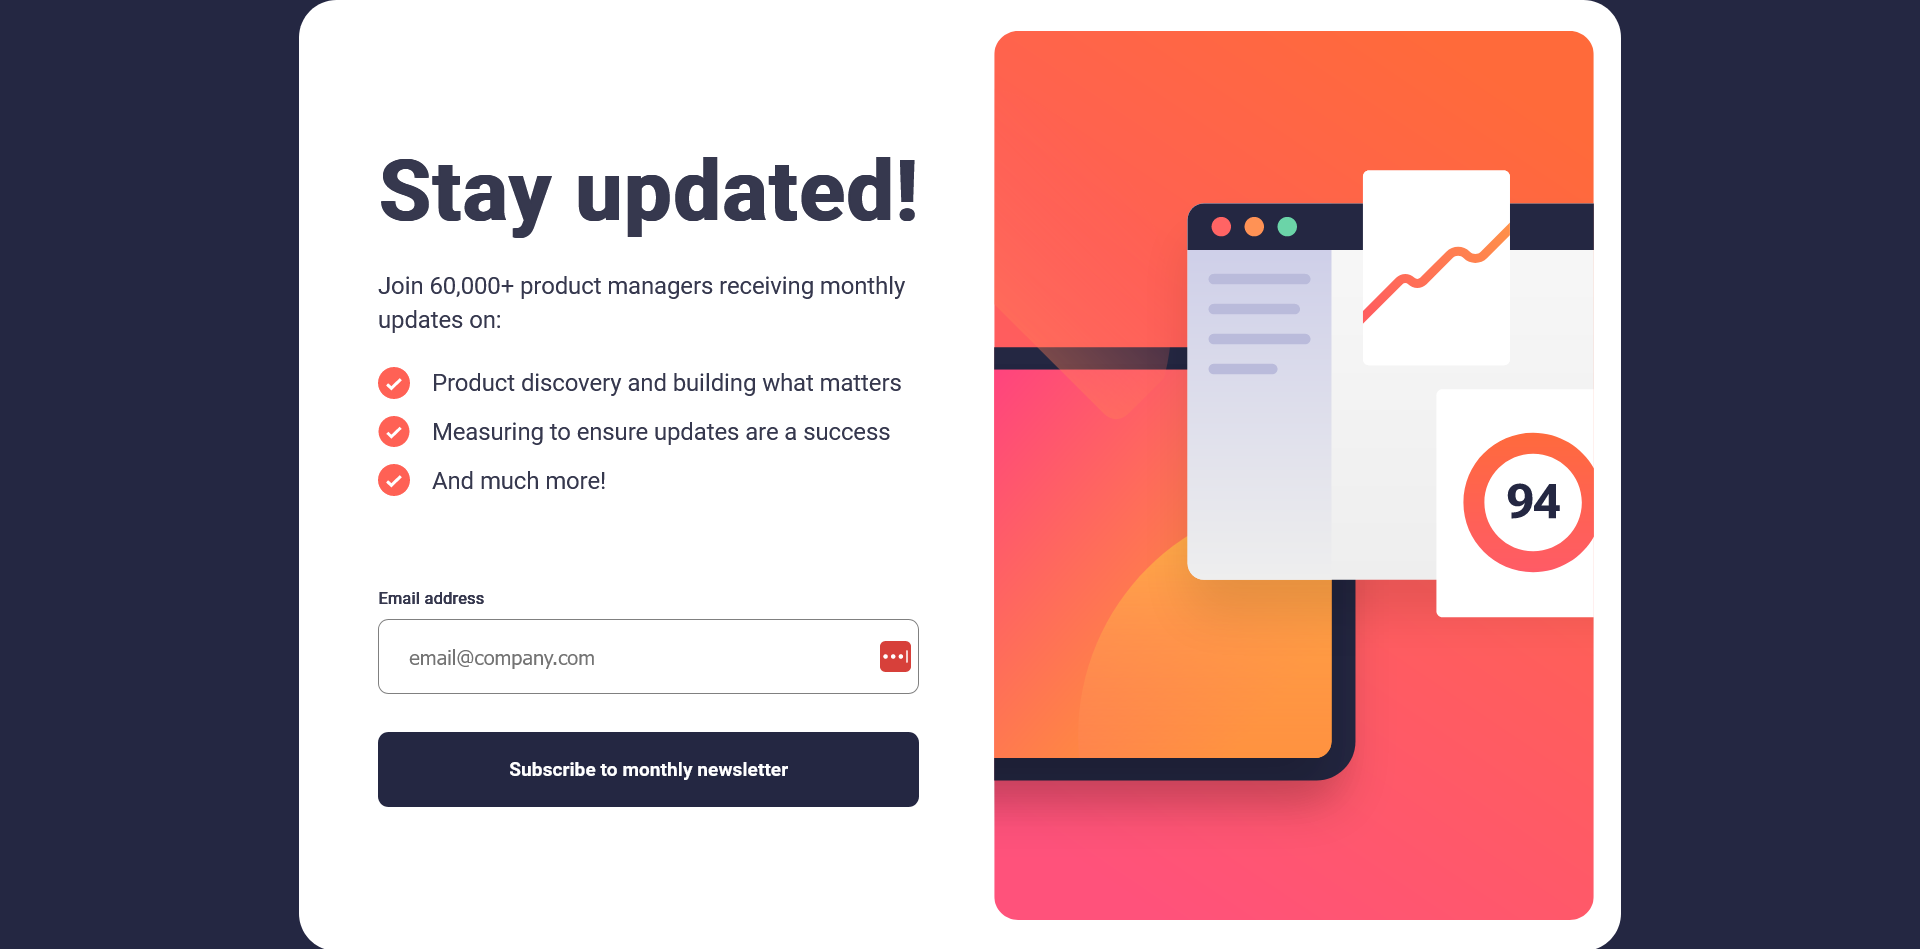 Stay updated!
Join 60,000+ product managers receiving monthly
updates on:
Product discovery and building what matters
Measuring to ensure updates are a success
And much more!
Email address
email@company.com
Subscribe to monthly newsletter
94